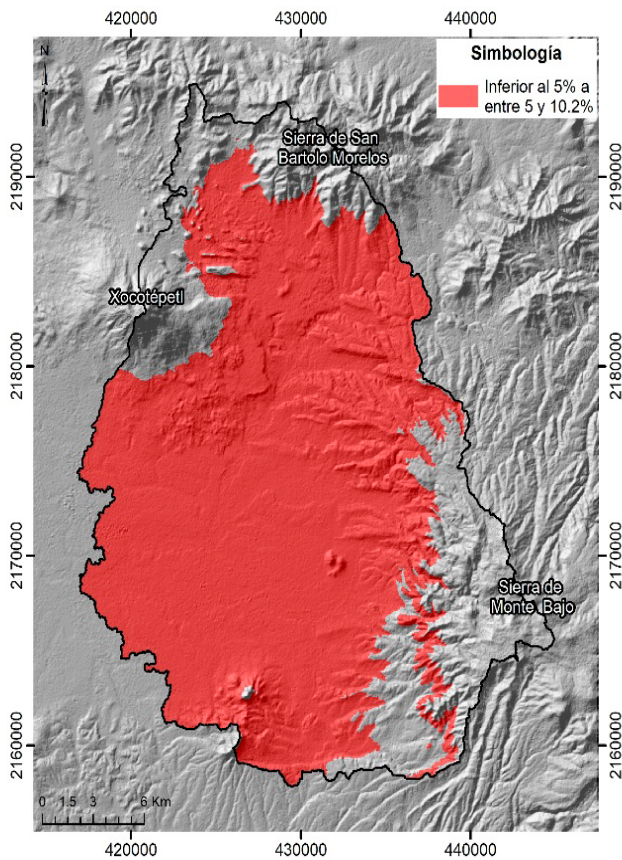 420000 430000 440000
N
Simbología
Inferior al 5% a
entre 5 y 10.2%
Sierra de San
Bartolo Morelos
2190000 2190000
Xocotépetl
2180000 2180000
2170000 2170000
Sierra de
Monte Bajo
2160000 2160000
0 1.5 3 6 Km
420000 430000 440000